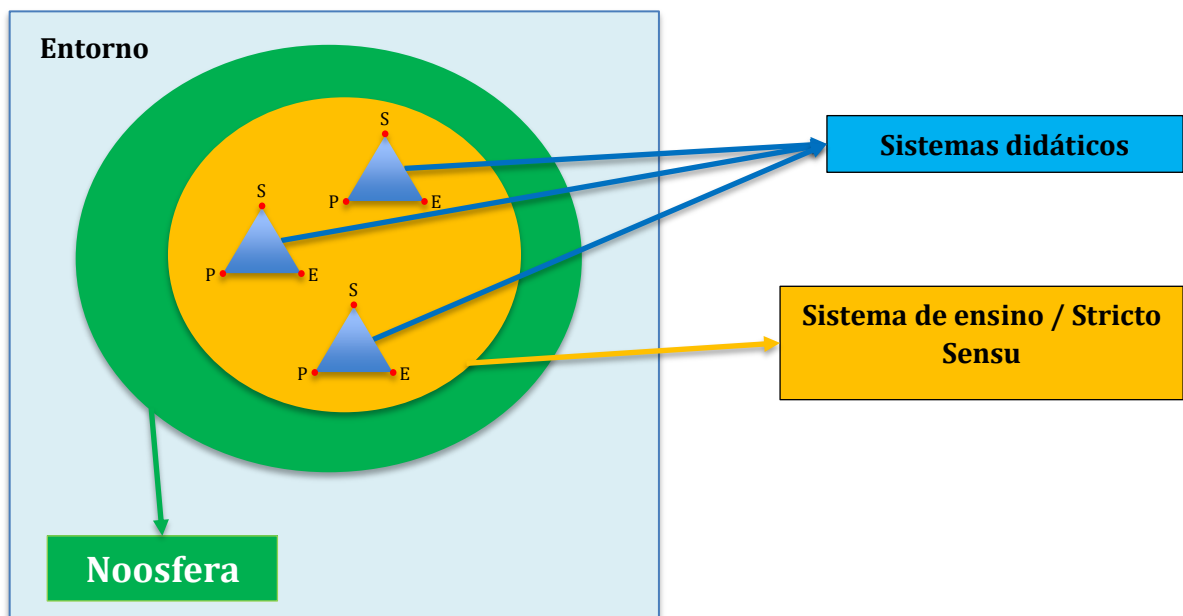 Entorno
S
P
E
S
P
E
S
P
E
Sistemas didáticos
Sistema de ensino / Stricto
Sensu
Noosfera